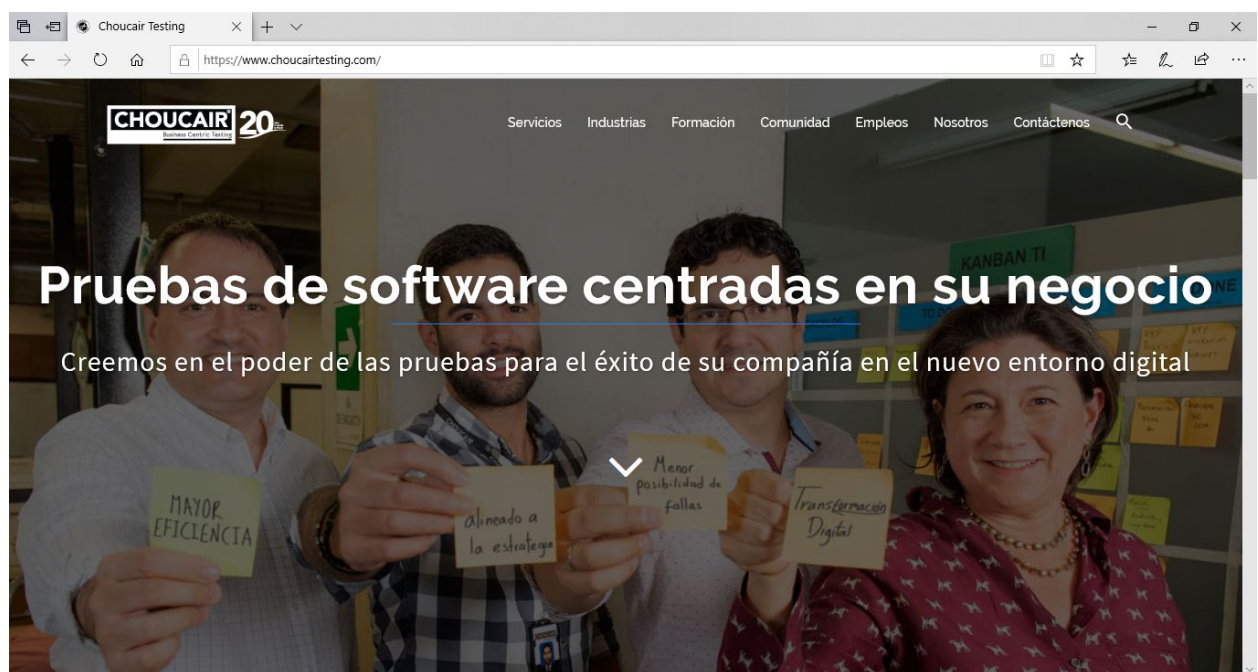 Choucair Testing
https://www.choucairtesting.com/
CHOUCAIR
Business Centric Testing
20
Servicios Industrias Formación Comunidad Empleos Nosotros Contáctenos
KANBAN TI
Pruebas de software centradas en su negocio
TO DO
Creemos en el poder de las pruebas para el éxito de su compañía en el nuevo entorno digital
MAYOR
EFICIENCIA
alineado a
la estrategia
Menor
posibilidad de
fallas
Transformación
Digital